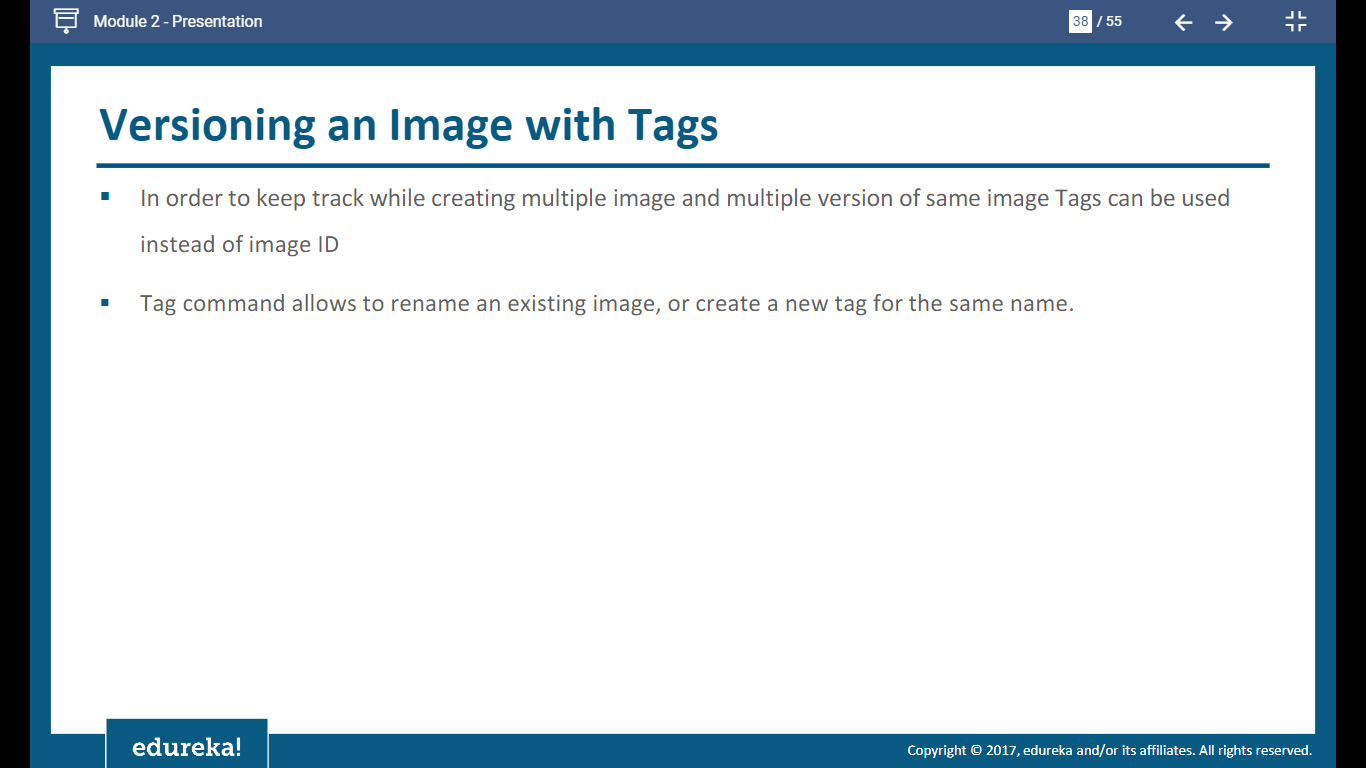 Module 2 - Presentation
38 / 55
Versioning an Image with Tags
▪ In order to keep track while creating multiple image and multiple version of same image Tags can be used
instead of image ID
▪ Tag command allows to rename an existing image, or create a new tag for the same name.
edureka!
Copyright © 2017, edureka and/or its affiliates. All rights reserved.